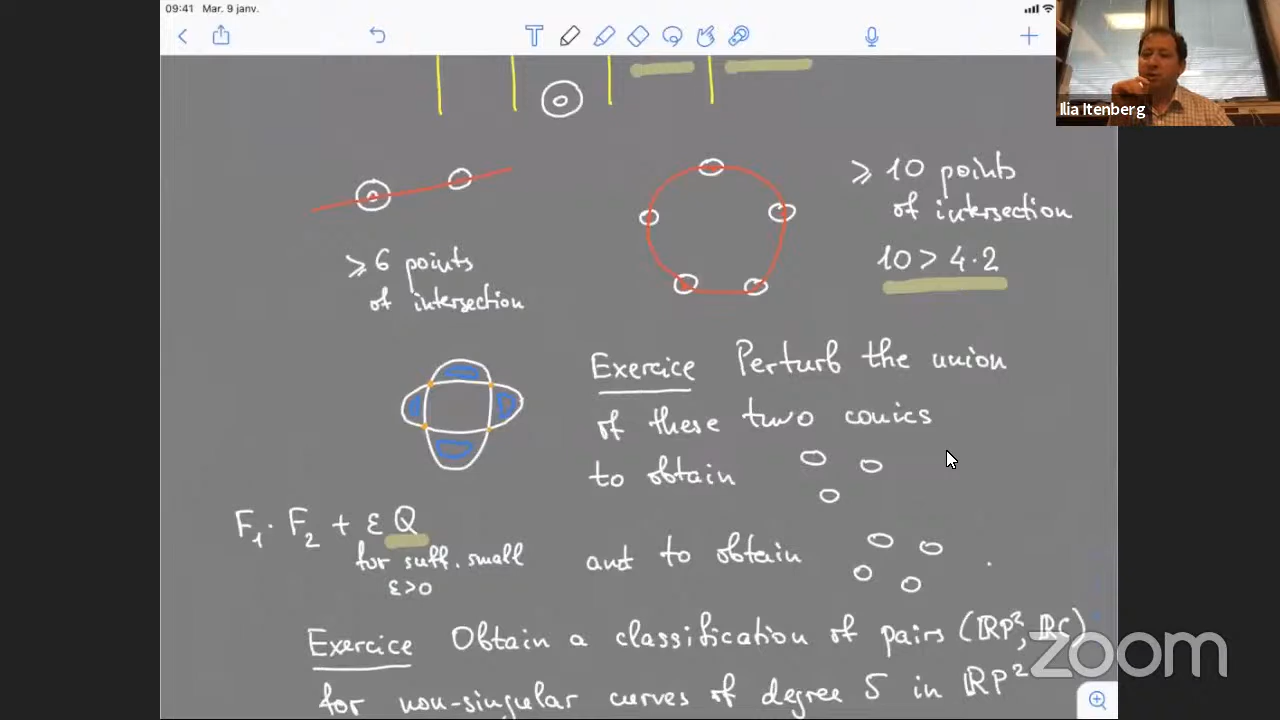 09:41 Mar. 9 janv.
Ilia Itenberg
⩾ 6 points
of intersection
⩾ 10 points
of intersection
10 > 4·2
Exercice Perturb the union
of these two conics
to obtain
F₁ · F₂ + ε Q
for suff. small
ε>0
and to obtain .
Exercice Obtain a classification of pairs (ℝP², ℝC)
for non-singular curves of degree 5 in ℝP²
zoom